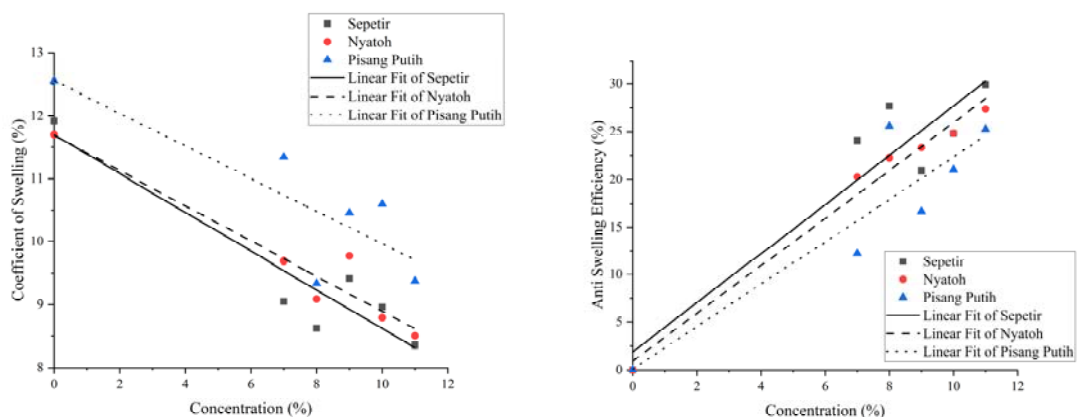 Sepetir
Nyatoh
Pisang Putih
Linear Fit of Sepetir
Linear Fit of Nyatoh
Linear Fit of Pisang Putih
13
12
11
10
9
8
Coefficient of Swelling (%)
0 2 4 6 8 10 12
Concentration (%)
30
25
20
15
10
5
0
Anti Swelling Efficiency (%)
Sepetir
Nyatoh
Pisang Putih
Linear Fit of Sepetir
Linear Fit of Nyatoh
Linear Fit of Pisang Putih
0 2 4 6 8 10 12
Concentration (%)